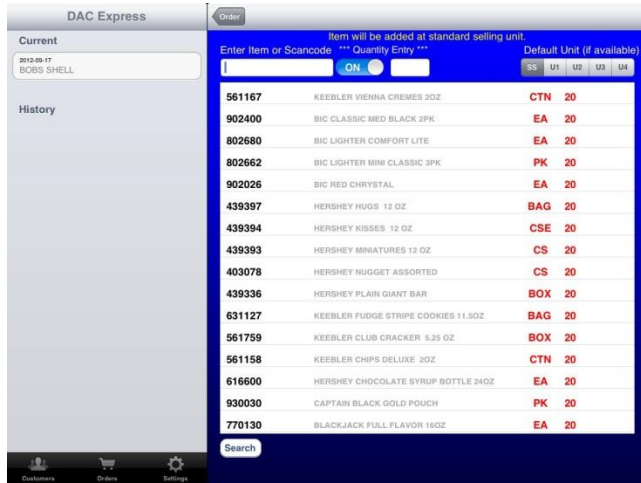 DAC Express
Current
2012-09-17
BOBS SHELL
History
Customers Orders Settings
Order
Item will be added at standard selling unit.
Enter Item or Scancode *** Quantity Entry *** Default Unit (if available)
ON SS U1 U2 U3 U4
561167 KEEBLER VIENNA CREMES 2OZ CTN 20
902400 BIC CLASSIC MED BLACK 2PK EA 20
802680 BIC LIGHTER COMFORT LITE EA 20
802662 BIC LIGHTER MINI CLASSIC 3PK PK 20
902026 BIC RED CHRYSTAL EA 20
439397 HERSHEY HUGS 12 OZ BAG 20
439394 HERSHEY KISSES 12 OZ CSE 20
439393 HERSHEY MINIATURES 12 OZ CS 20
403078 HERSHEY NUGGET ASSORTED CS 20
439336 HERSHEY PLAIN GIANT BAR BOX 20
631127 KEEBLER FUDGE STRIPE COOKIES 11.5OZ BAG 20
561759 KEEBLER CLUB CRACKER 5.25 OZ BOX 20
561158 KEEBLER CHIPS DELUXE 2OZ CTN 20
616600 HERSHEY CHOCOLATE SYRUP BOTTLE 24OZ EA 20
930030 CAPTAIN BLACK GOLD POUCH PK 20
770130 BLACKJACK FULL FLAVOR 16OZ EA 20
Search